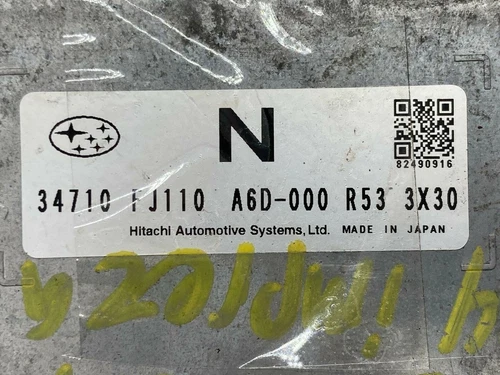 N
82490916
34710 FJ110 A6D-000 R53 3X30
Hitachi Automotive Systems, Ltd. MADE IN JAPAN